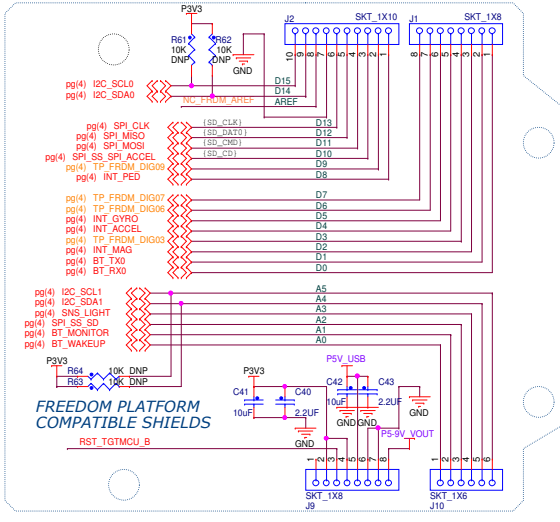 P3V3
J2
SKT_1X10
J1
SKT_1X8
R61
10K
DNP
R62
10K
DNP
GND
10
9
8
7
6
5
4
3
2
1
8
7
6
5
4
3
2
1
pg(4) I2C_SCL0
D15
pg(4) I2C_SDA0
D14
NC_FRDM_AREF
AREF
pg(4) SPI_CLK
{SD_CLK}
D13
pg(4) SPI_MISO
{SD_DAT0}
D12
pg(4) SPI_MOSI
{SD_CMD}
D11
pg(4) SPI_SS_SPI_ACCEL
{SD_CD}
D10
pg(4) TP_FRDM_DIG09
D9
pg(4) INT_PED
D8
pg(4) TP_FRDM_DIG07
D7
pg(4) TP_FRDM_DIG06
D6
pg(4) INT_GYRO
D5
pg(4) INT_ACCEL
D4
pg(4) TP_FRDM_DIG03
D3
pg(4) INT_MAG
D2
pg(4) BT_TX0
D1
pg(4) BT_RX0
D0
pg(4) I2C_SCL1
A5
pg(4) I2C_SDA1
A4
pg(4) SNS_LIGHT
A3
pg(4) SPI_SS_SD
A2
pg(4) BT_MONITOR
A1
pg(4) BT_WAKEUP
A0
P3V3
R64
10K DNP
R63
10K DNP
P3V3
C41
10uF
C40
2.2UF
GND
P5V_USB
C42
10uF
C43
2.2UF
GND
GND
GND
P5-9V_VOUT
FREEDOM PLATFORM
COMPATIBLE SHIELDS
RST_TGTMCU_B
1
2
3
4
5
6
7
8
1
2
3
4
5
6
SKT_1X8
J9
SKT_1X6
J10